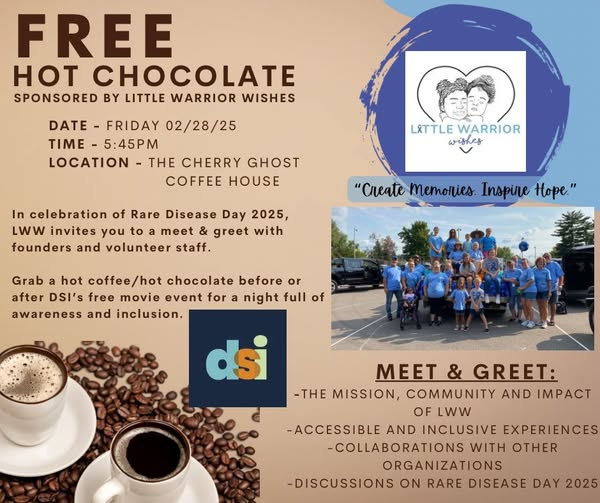 FREE
HOT CHOCOLATE
SPONSORED BY LITTLE WARRIOR WISHES
DATE - FRIDAY 02/28/25
TIME - 5:45PM
LOCATION - THE CHERRY GHOST
COFFEE HOUSE
In celebration of Rare Disease Day 2025,
LWW invites you to a meet & greet with
founders and volunteer staff.
Grab a hot coffee/hot chocolate before or
after DSI's free movie event for a night full of
awareness and inclusion.
dsi
LITTLE WARRIOR
wishes
"Create Memories. Inspire Hope."
MEET & GREET:
-THE MISSION, COMMUNITY AND IMPACT
OF LWW
-ACCESSIBLE AND INCLUSIVE EXPERIENCES
-COLLABORATIONS WITH OTHER
ORGANIZATIONS
-DISCUSSIONS ON RARE DISEASE DAY 2025